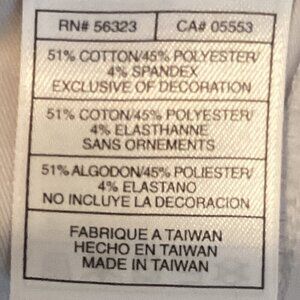 RN# 56323 CA# 05553
51% COTTON/45% POLYESTER/
4% SPANDEX
EXCLUSIVE OF DECORATION
51% COTON/45% POLYESTER/
4% ELASTHANNE
SANS ORNEMENTS
51% ALGODON/45% POLIESTER/
4% ELASTANO
NO INCLUYE LA DECORACION
FABRIQUE A TAIWAN
HECHO EN TAIWAN
MADE IN TAIWAN